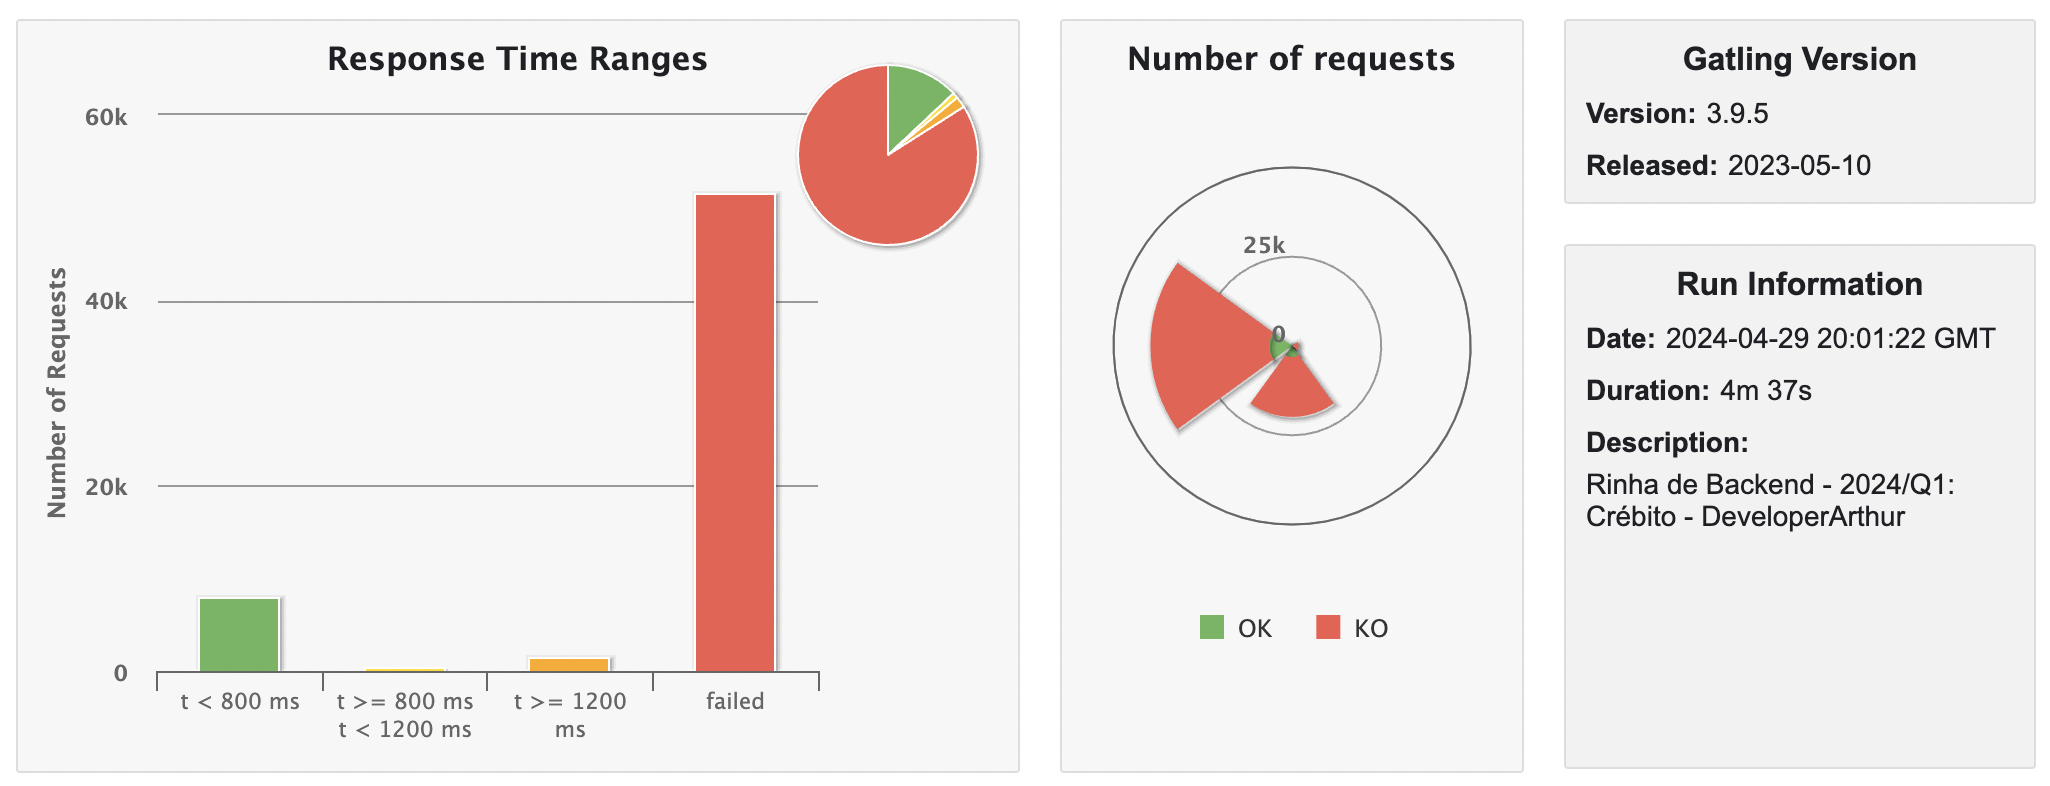 Response Time Ranges
60k
40k
20k
0
Number of Requests
t < 800 ms
t >= 800 ms
t < 1200 ms
t >= 1200
ms
failed
Number of requests
25k
0
OK
KO
Gatling Version
Version: 3.9.5
Released: 2023-05-10
Run Information
Date: 2024-04-29 20:01:22 GMT
Duration: 4m 37s
Description:
Rinha de Backend - 2024/Q1:
Crébito - DeveloperArthur